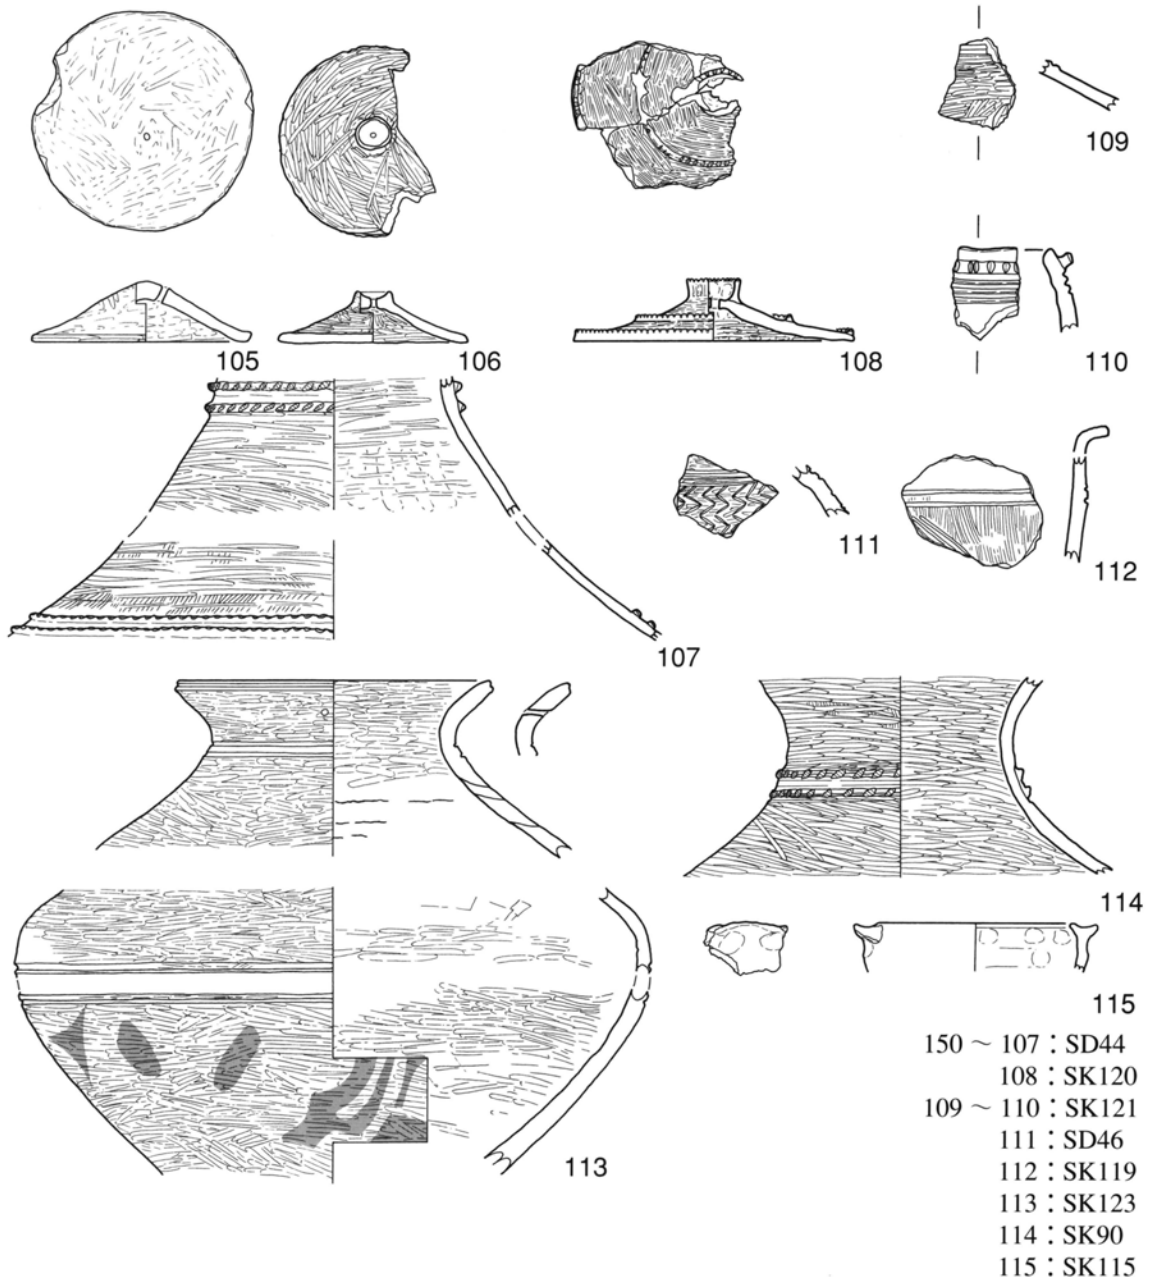 109
105
106
108
110
111
112
107
114
115
113
150 ~ 107 : SD44
108 : SK120
109 ~ 110 : SK121
111 : SD46
112 : SK119
113 : SK123
114 : SK90
115 : SK115